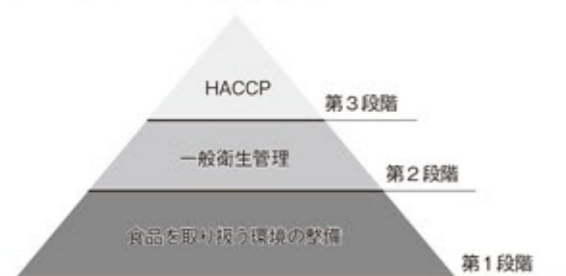 HACCP
第3段階
一般衛生管理
第2段階
食品を取り扱う環境の整備
第1段階